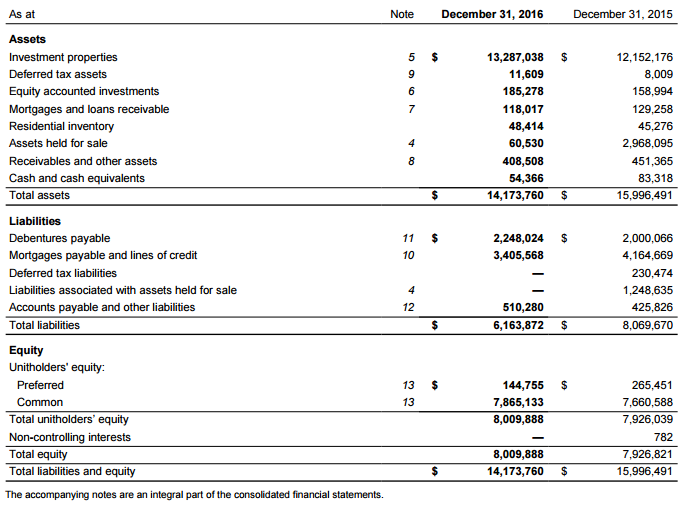 As at Note December 31, 2016 December 31, 2015
Assets
Investment properties 5 $ 13,287,038 $ 12,152,176
Deferred tax assets 9 11,609 8,009
Equity accounted investments 6 185,278 158,994
Mortgages and loans receivable 7 118,017 129,258
Residential inventory 48,414 45,276
Assets held for sale 4 60,530 2,968,095
Receivables and other assets 8 408,508 451,365
Cash and cash equivalents 54,366 83,318
Total assets $ 14,173,760 $ 15,996,491
Liabilities
Debentures payable 11 $ 2,248,024 $ 2,000,066
Mortgages payable and lines of credit 10 3,405,568 4,164,669
Deferred tax liabilities — 230,474
Liabilities associated with assets held for sale 4 — 1,248,635
Accounts payable and other liabilities 12 510,280 425,826
Total liabilities $ 6,163,872 $ 8,069,670
Equity
Unitholders' equity:
Preferred 13 $ 144,755 $ 265,451
Common 13 7,865,133 7,660,588
Total unitholders' equity 8,009,888 7,926,039
Non-controlling interests — 782
Total equity 8,009,888 7,926,821
Total liabilities and equity $ 14,173,760 $ 15,996,491
The accompanying notes are an integral part of the consolidated financial statements.